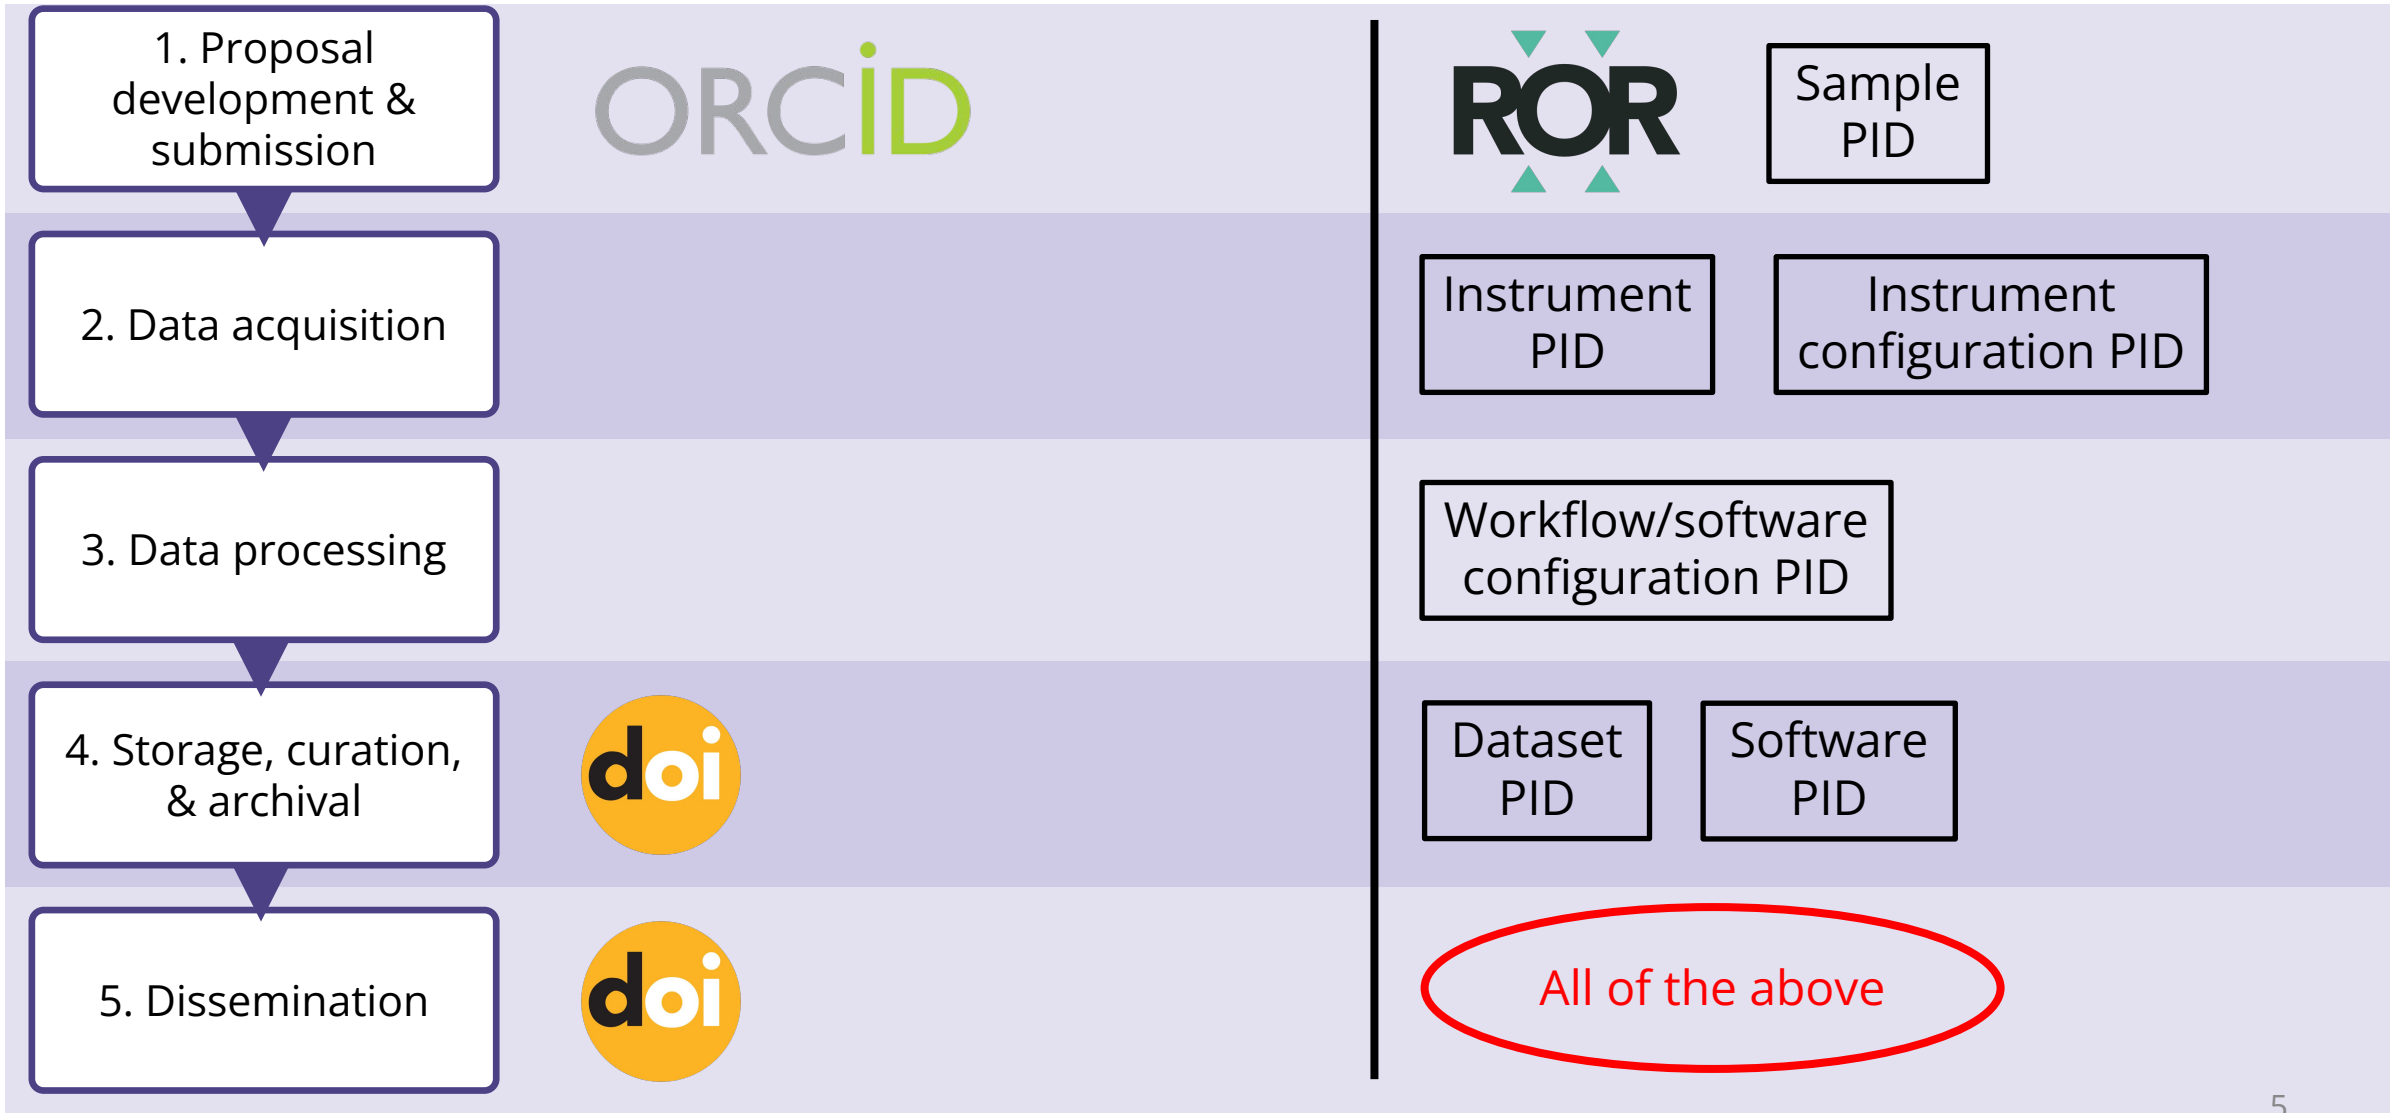 1. Proposal
development &
submission
ORCiD
ROR
Sample
PID
2. Data acquisition
Instrument
PID
Instrument
configuration PID
3. Data processing
Workflow/software
configuration PID
4. Storage, curation,
& archival
doi
Dataset
PID
Software
PID
5. Dissemination
doi
All of the above
5